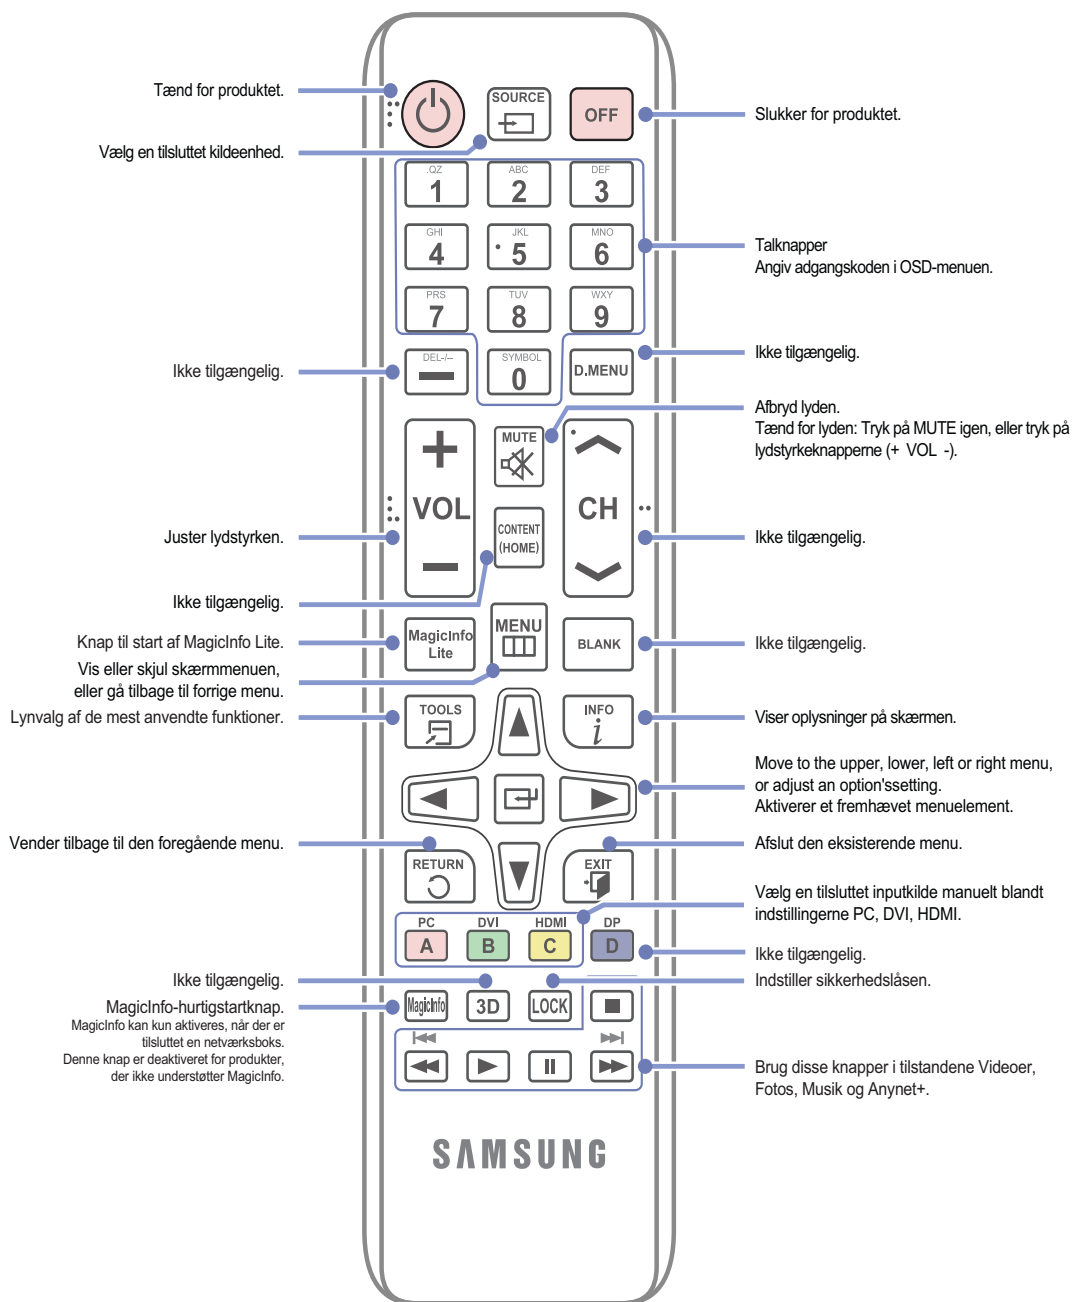 Tænd for produktet.
SOURCE
OFF
Slukker for produktet.
Vælg en tilsluttet kildeenhed.
.QZ
1
ABC
2
DEF
3
GHI
4
JKL
5
MNO
6
Talknapper
Angiv adgangskoden i OSD-menuen.
PRS
7
TUV
8
WXY
9
Ikke tilgængelig.
DEL-/--
SYMBOL
0
D.MENU
Ikke tilgængelig.
Afbryd lyden.
Tænd for lyden: Tryk på MUTE igen, eller tryk på
lydstyrkeknapperne (+ VOL -).
MUTE
VOL
CH
CONTENT
(HOME)
Juster lydstyrken.
Ikke tilgængelig.
Ikke tilgængelig.
MagicInfo
Lite
MENU
BLANK
Knap til start af MagicInfo Lite.
Ikke tilgængelig.
Vis eller skjul skærmmenuen,
eller gå tilbage til forrige menu.
Lynvalg af de mest anvendte funktioner.
TOOLS
INFO
i
Viser oplysninger på skærmen.
Move to the upper, lower, left or right menu,
or adjust an option'ssetting.
Aktiverer et fremhævet menuelement.
Vender tilbage til den foregående menu.
Afslut den eksisterende menu.
RETURN
EXIT
Vælg en tilsluttet inputkilde manuelt blandt
indstillingerne PC, DVI, HDMI.
PC
DVI
HDMI
DP
A
B
C
D
Ikke tilgængelig.
Ikke tilgængelig.
Indstiller sikkerhedslåsen.
MagicInfo-hurtigstartknap.
MagicInfo kan kun aktiveres, når der er
tilsluttet en netværksboks.
Denne knap er deaktiveret for produkter,
der ikke understøtter MagicInfo.
MagicInfo
3D
LOCK
Brug disse knapper i tilstandene Videoer,
Fotos, Musik og Anynet+.
SAMSUNG